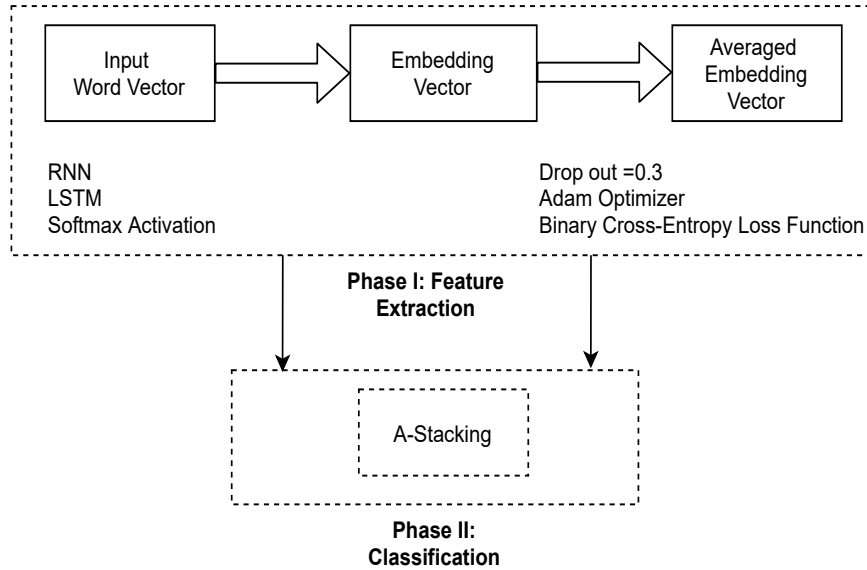 Input
Word Vector
Embedding
Vector
Averaged
Embedding
Vector
RNN
LSTM
Softmax Activation
Drop out =0.3
Adam Optimizer
Binary Cross-Entropy Loss Function
Phase I: Feature
Extraction
A-Stacking
Phase II:
Classification